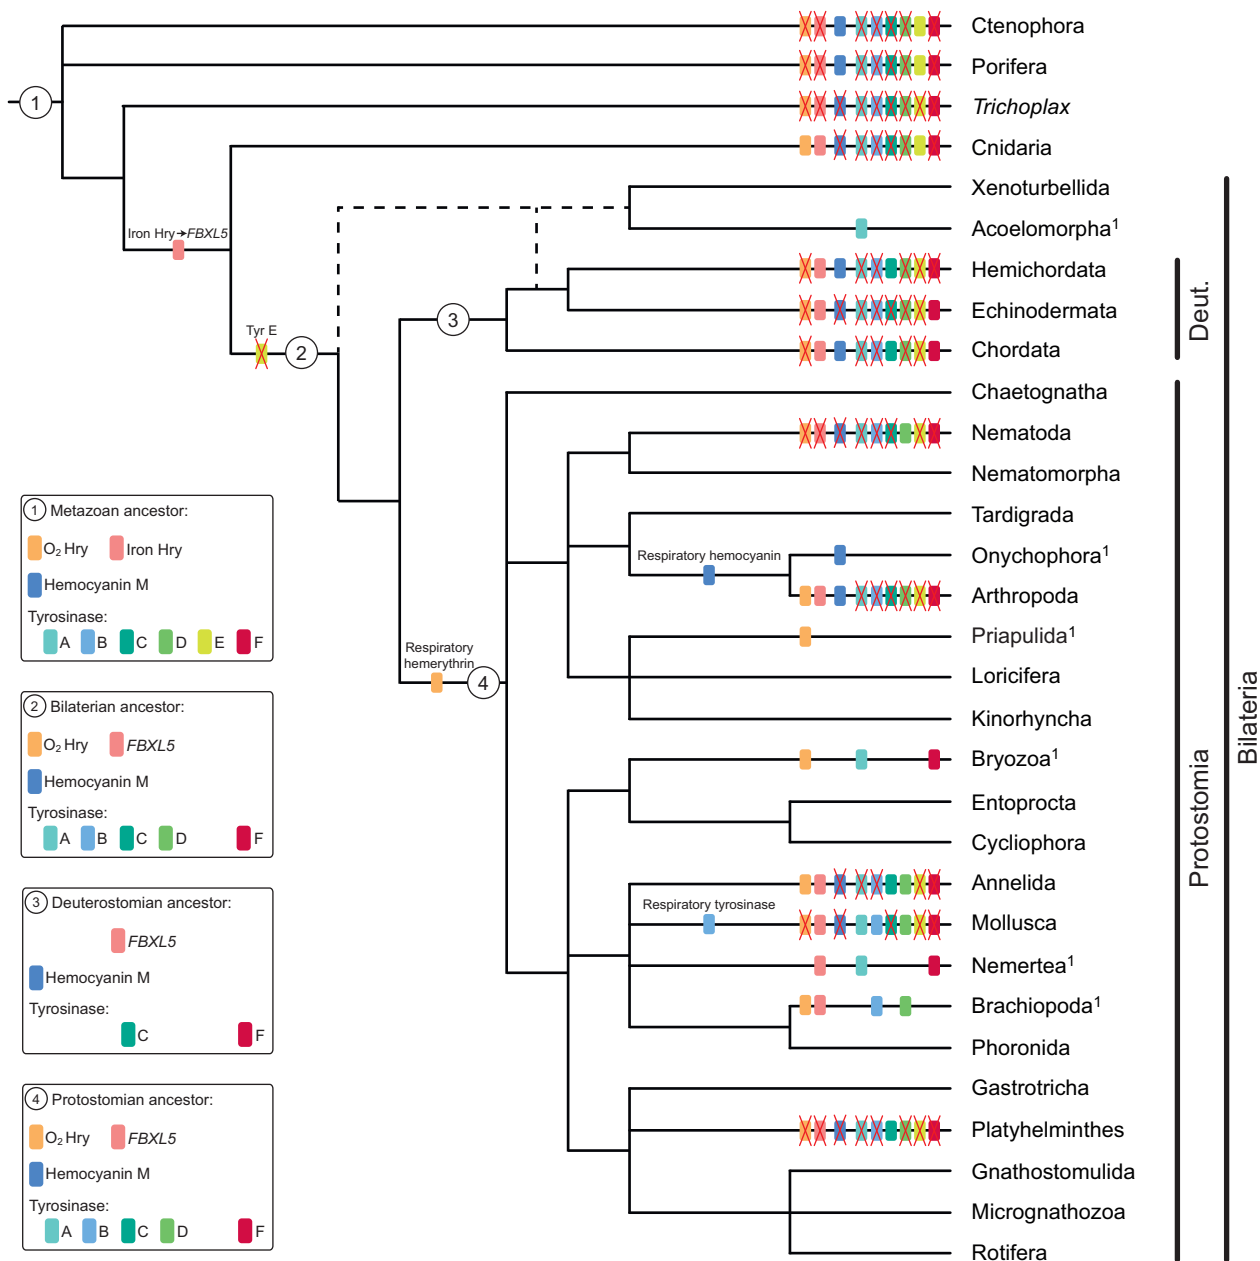 Ctenophora
Porifera
1
Trichoplax
Cnidaria
Xenoturbellida
Iron Hry→FBXL5
Acoelomorpha¹
Hemichordata
Echinodermata
3
Tyr E
2
Chordata
Deut.
Chaetognatha
Nematoda
Nematomorpha
Tardigrada
Respiratory hemocyanin
Onychophora¹
Arthropoda
Priapulida¹
Respiratory
hemerythrin
4
Loricifera
Kinorhyncha
Bryozoa¹
Entoprocta
Cycliophora
Annelida
Respiratory tyrosinase
Mollusca
Nemertea¹
Brachiopoda¹
Phoronida
Gastrotricha
Platyhelminthes
Gnathostomulida
Micrognathozoa
Rotifera
Protostomia
Bilateria
1 Metazoan ancestor:
O₂ Hry Iron Hry
Hemocyanin M
Tyrosinase:
A B C D E F
2 Bilaterian ancestor:
O₂ Hry FBXL5
Hemocyanin M
Tyrosinase:
A B C D F
3 Deuterostomian ancestor:
FBXL5
Hemocyanin M
Tyrosinase:
C F
4 Protostomian ancestor:
O₂ Hry FBXL5
Hemocyanin M
Tyrosinase:
A B C D F